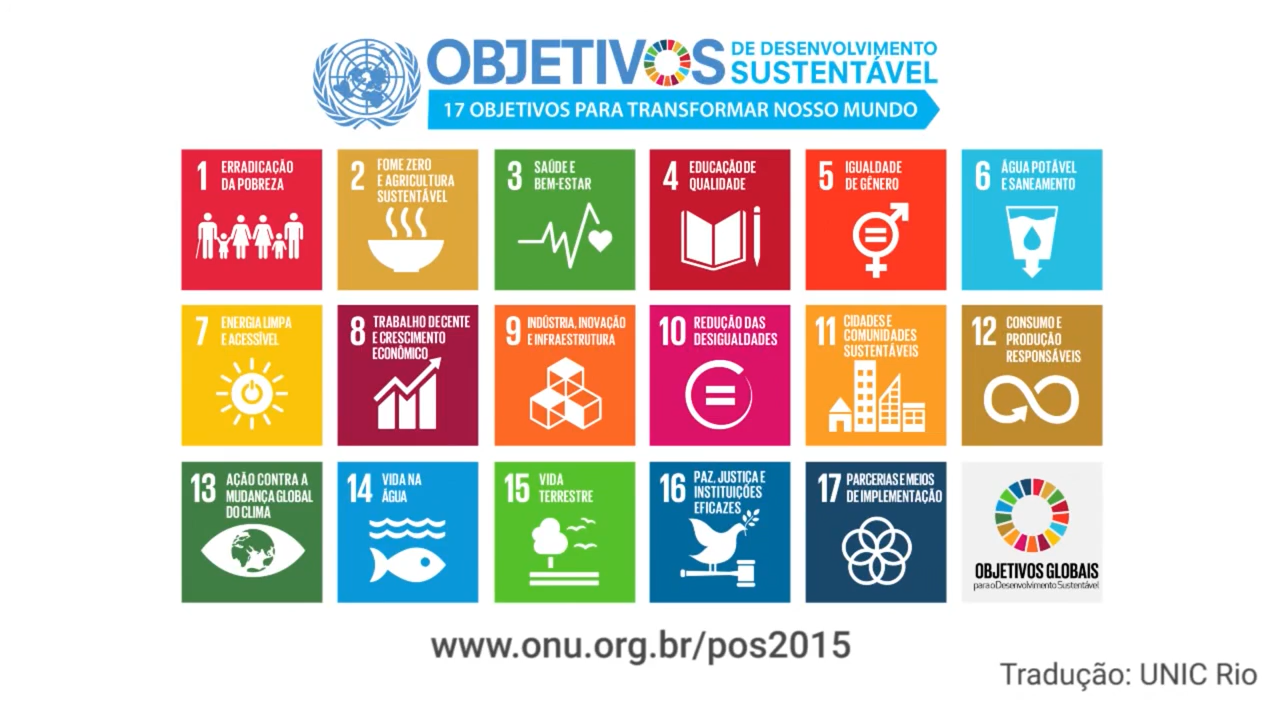 OBJETIVOS DE DESENVOLVIMENTO
SUSTENTÁVEL
17 OBJETIVOS PARA TRANSFORMAR NOSSO MUNDO
1 ERRADICAÇÃO
DA POBREZA
2 FOME ZERO
E AGRICULTURA
SUSTENTÁVEL
3 SAÚDE E
BEM-ESTAR
4 EDUCAÇÃO DE
QUALIDADE
5 IGUALDADE
DE GÊNERO
6 ÁGUA POTÁVEL
E SANEAMENTO
7 ENERGIA LIMPA
E ACESSÍVEL
8 TRABALHO DECENTE
E CRESCIMENTO
ECONÔMICO
9 INDÚSTRIA, INOVAÇÃO
E INFRAESTRUTURA
10 REDUÇÃO DAS
DESIGUALDADES
11 CIDADES E
COMUNIDADES
SUSTENTÁVEIS
12 CONSUMO E
PRODUÇÃO
RESPONSÁVEIS
13 AÇÃO CONTRA A
MUDANÇA GLOBAL
DO CLIMA
14 VIDA NA
ÁGUA
15 VIDA
TERRESTRE
16 PAZ, JUSTIÇA E
INSTITUIÇÕES
EFICAZES
17 PARCERIAS E MEIOS
DE IMPLEMENTAÇÃO
OBJETIVOS GLOBAIS
para o Desenvolvimento Sustentável
www.onu.org.br/pos2015
Tradução: UNIC Rio